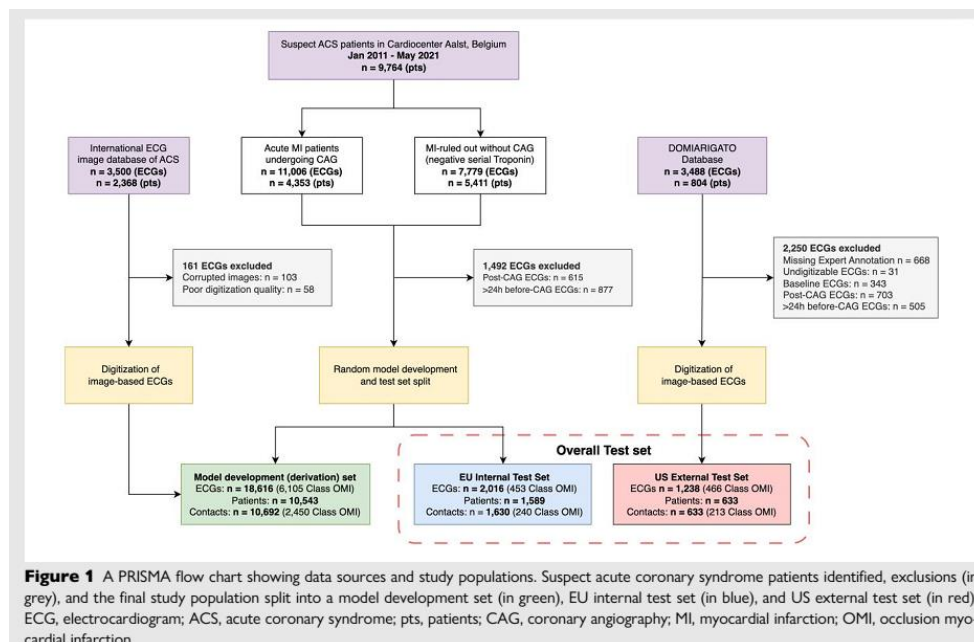 Suspect ACS patients in Cardiocenter Aalst, Belgium
Jan 2011 - May 2021
n = 9,764 (pts)
International ECG
image database of ACS
n = 3,500 (ECGs)
n = 2,368 (pts)
Acute MI patients
undergoing CAG
n = 11,006 (ECGs)
n = 4,353 (pts)
MI-ruled out without CAG
(negative serial Troponin)
n = 7,779 (ECGs)
n = 5,411 (pts)
DOMIARIGATO
Database
n = 3,488 (ECGs)
n = 804 (pts)
161 ECGs excluded
Corrupted images: n = 103
Poor digitization quality: n = 58
1,492 ECGs excluded
Post-CAG ECGs: n = 615
>24h before-CAG ECGs: n = 877
2,250 ECGs excluded
Missing Expert Annotation n = 668
Undigitizable ECGs: n = 31
Baseline ECGs: n = 343
Post-CAG ECGs: n = 703
>24h before-CAG ECGs: n = 505
Digitization of
image-based ECGs
Random model development
and test set split
Digitization of
image-based ECGs
Overall Test set
Model development (derivation) set
ECGs: n = 18,616 (6,105 Class OMI)
Patients: n = 10,543
Contacts: n = 10,692 (2,450 Class OMI)
EU Internal Test Set
ECGs: n = 2,016 (453 Class OMI)
Patients: n = 1,589
Contacts: n = 1,630 (240 Class OMI)
US External Test Set
ECGs: n = 1,238 (466 Class OMI)
Patients: n = 633
Contacts: n = 633 (213 Class OMI)
Figure 1 A PRISMA flow chart showing data sources and study populations. Suspect acute coronary syndrome patients identified, exclusions (in
grey), and the final study population split into a model development set (in green), EU internal test set (in blue), and US external test set (in red)
ECG, electrocardiogram; ACS, acute coronary syndrome; pts, patients; CAG, coronary angiography; MI, myocardial infarction; OMI, occlusion myo
cardial infarction